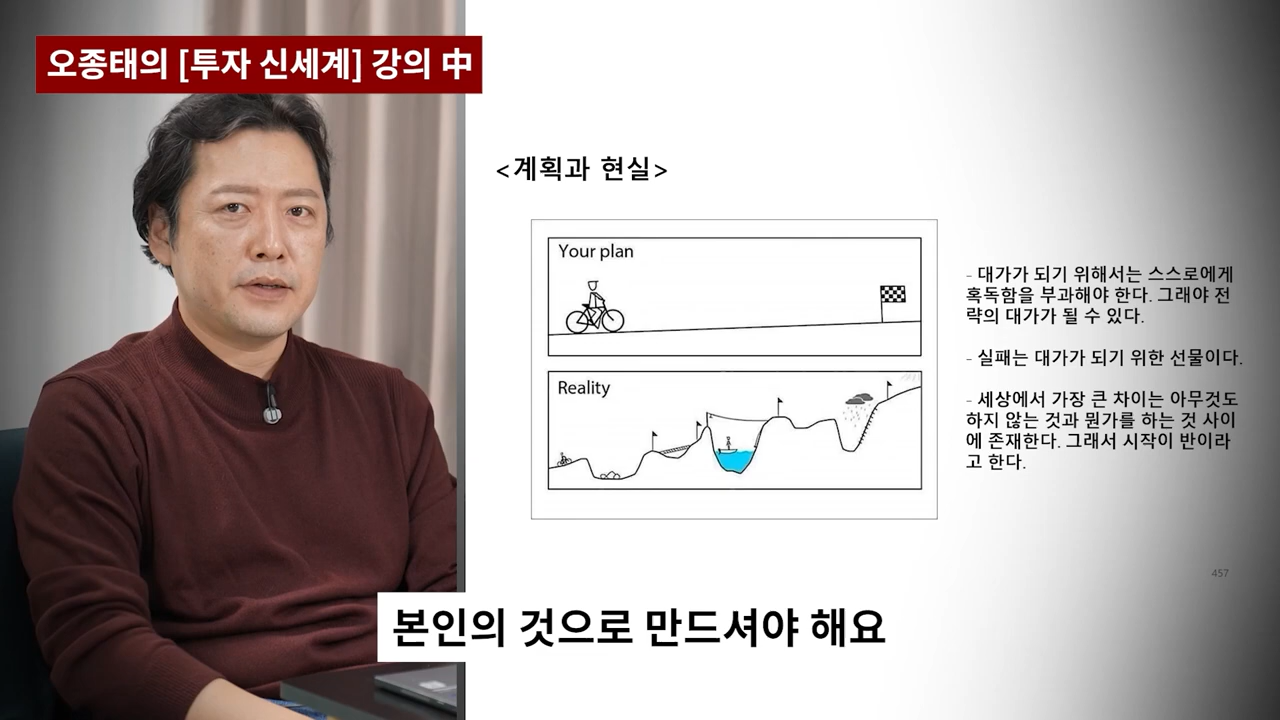 오종태의 [투자 신세계] 강의 中
<계획과 현실>
Your plan
Reality
- 대가가 되기 위해서는 스스로에게
혹독함을 부과해야 한다. 그래야 전
략의 대가가 될 수 있다.
- 실패는 대가가 되기 위한 선물이다.
- 세상에서 가장 큰 차이는 아무것도
하지 않는 것과 뭔가를 하는 것 사이
에 존재한다. 그래서 시작이 반이라
고 한다.
457
본인의 것으로 만드셔야 해요